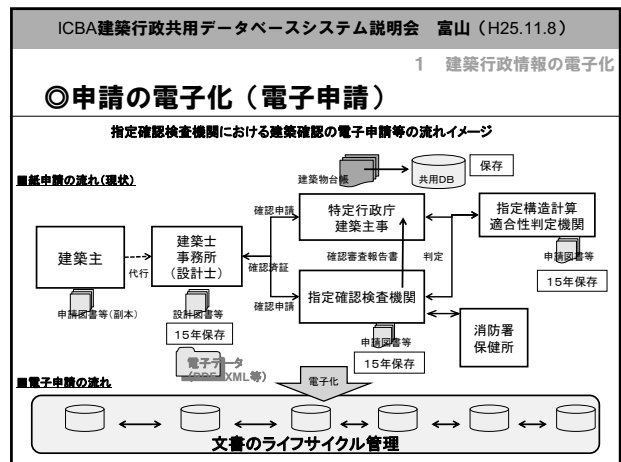 ICBA建築行政共用データベースシステム説明会　富山（H25.11.8）
1　建築行政情報の電子化
◎申請の電子化（電子申請）
指定確認検査機関における建築確認の電子申請等の流れイメージ
■紙申請の流れ(現状)
建築物台帳
共用DB
保存
確認申請
特定行政庁
建築主事
指定構造計算
適合性判定機関
建築主
代行
建築士
事務所
(設計士)
確認済証
確認審査報告書
判定
申請図書等
15年保存
確認申請
指定確認検査機関
申請図書等(副本)
設計図書等
15年保存
申請図書等
15年保存
消防署
保健所
電子データ
(PDF、XML等)
■電子申請の流れ
電子化
文書のライフサイクル管理